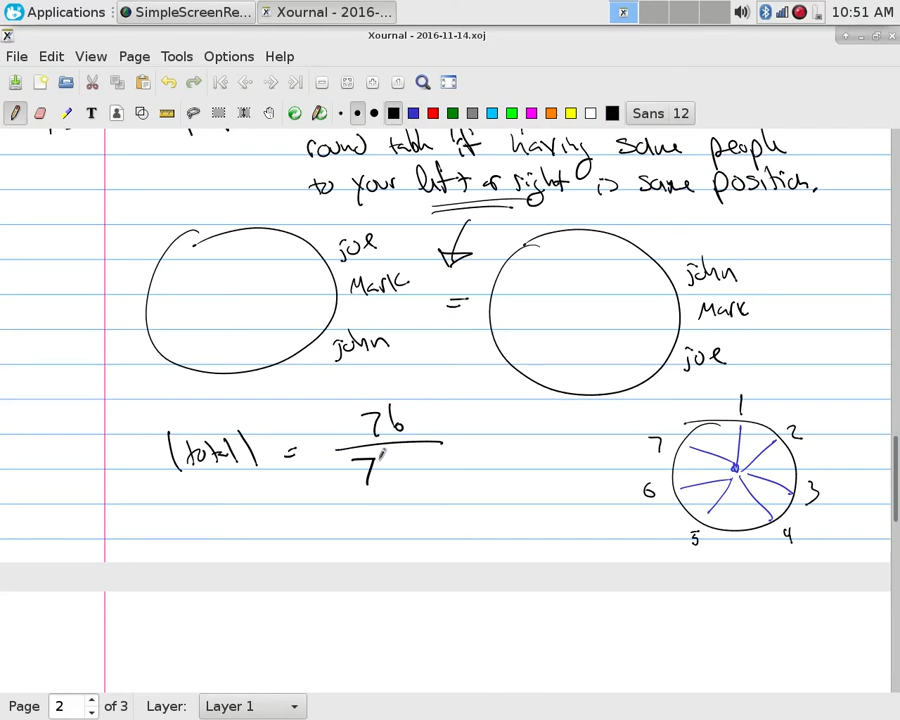 Applications
SimpleScreenRe...
Xournal - 2016-...
10:51 AM
Xournal - 2016-11-14.xoj
File Edit View Page Tools Options Help
Sans 12
round table if having same people
to your left or right is same position.
joe
Mark
john
=
john
Mark
joe
|total| = 76
7
1
2
3
4
5
6
7
Page 2 of 3 Layer: Layer 1